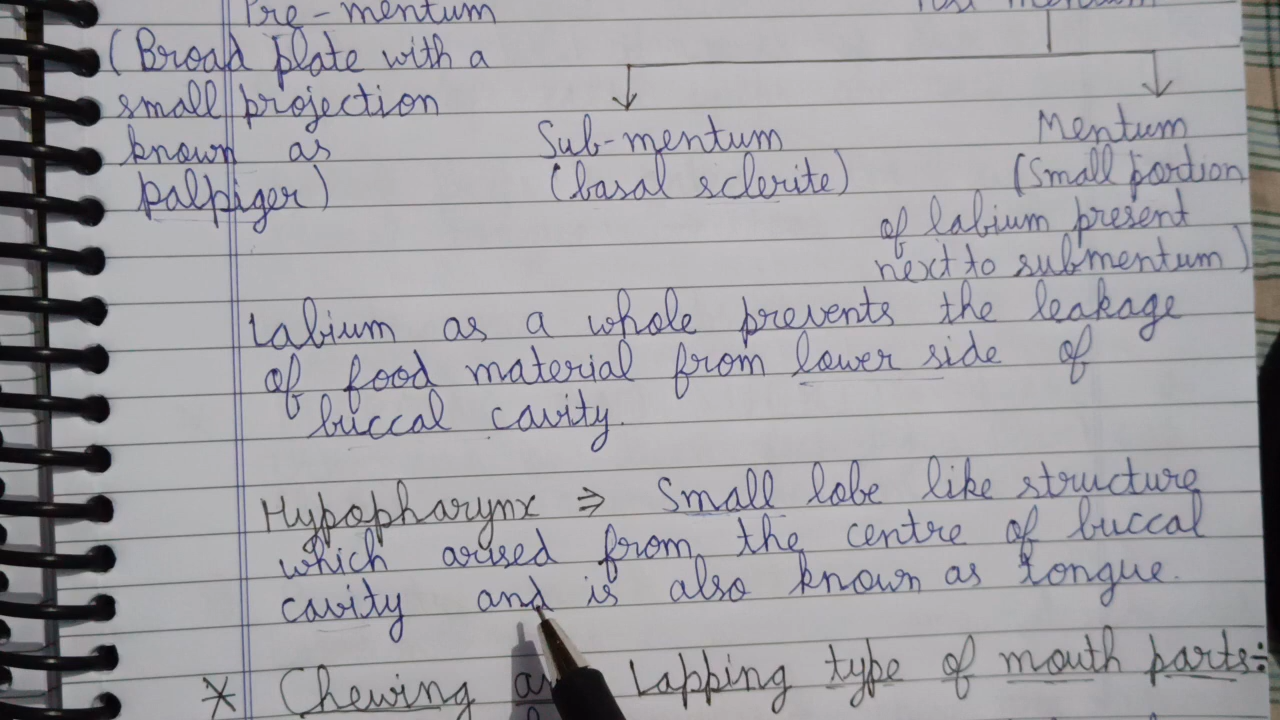 Pre-mentum
(Broad plate with a
small projection
known as
palpiger)
Sub-mentum
(basal sclerite)
Mentum
(Small portion
of labium present
next to submentum)
Labium as a whole prevents the leakage
of food material from lower side of
buccal cavity.
Hypopharynx ⇒ Small lobe like structure
which arised from the centre of buccal
cavity and is also known as tongue.
* Chewing Lapping type of mouth parts:-